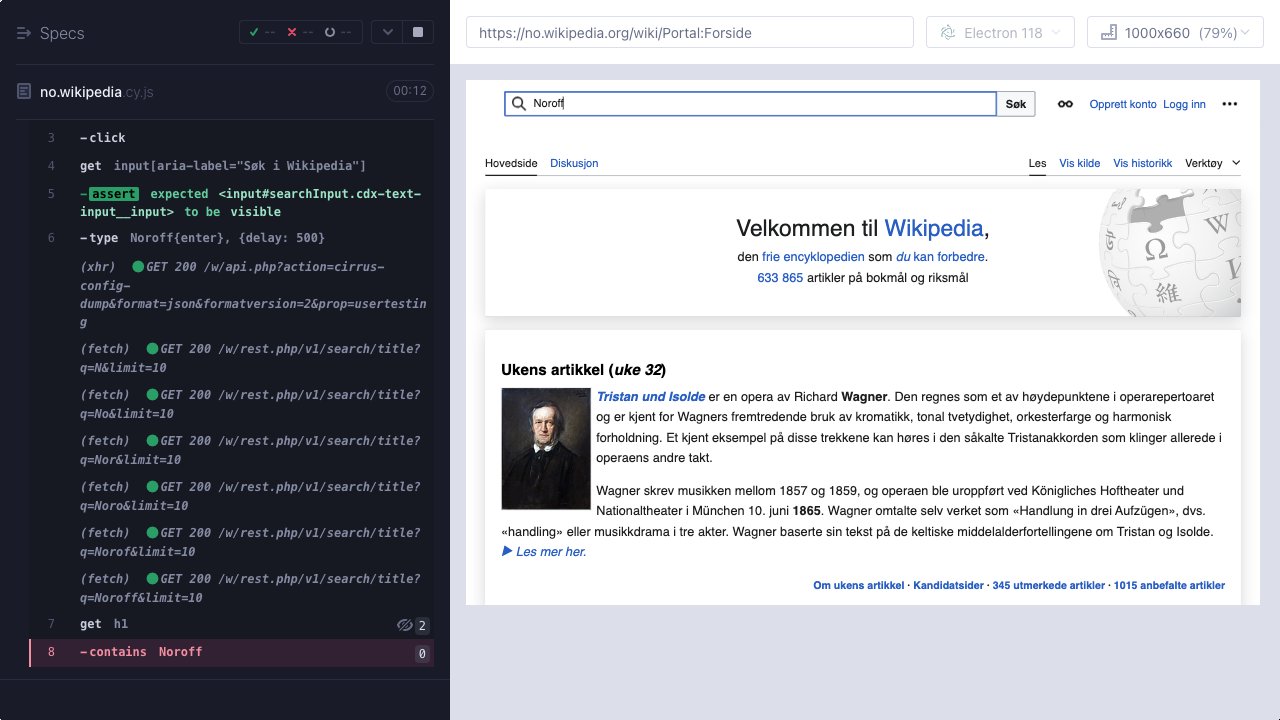 Specs
-- -- --
no.wikipedia.cy.js
00:12
3 -click
4 get input[aria-label="Søk i Wikipedia"]
5 -assert expected <input#searchInput.cdx-text-
input__input> to be visible
6 -type Noroff{enter}, {delay: 500}
(xhr) GET 200 /w/api.php?action=cirrus-
config-
dump&format=json&formatversion=2&prop=usertestin
g
(fetch) GET 200 /w/rest.php/v1/search/title?
q=N&limit=10
(fetch) GET 200 /w/rest.php/v1/search/title?
q=No&limit=10
(fetch) GET 200 /w/rest.php/v1/search/title?
q=Nor&limit=10
(fetch) GET 200 /w/rest.php/v1/search/title?
q=Noro&limit=10
(fetch) GET 200 /w/rest.php/v1/search/title?
q=Norof&limit=10
(fetch) GET 200 /w/rest.php/v1/search/title?
q=Noroff&limit=10
7 get h1 2
8 -contains Noroff 0
https://no.wikipedia.org/wiki/Portal:Forside
Electron 118
1000x660 (79%)
Noroff
Søk
Opprett konto Logg inn
Hovedside Diskusjon
Les Vis kilde Vis historikk Verktøy
Velkommen til Wikipedia,
den frie encyklopedien som du kan forbedre.
633 865 artikler på bokmål og riksmål
Ω
W
維
Ukens artikkel (uke 32)
Tristan und Isolde er en opera av Richard Wagner. Den regnes som et av høydepunktene i operarepertoaret
og er kjent for Wagners fremtredende bruk av kromatikk, tonal tvetydighet, orkesterfarge og harmonisk
forholdning. Et kjent eksempel på disse trekkene kan høres i den såkalte Tristanakkorden som klinger allerede i
operaens andre takt.
Wagner skrev musikken mellom 1857 og 1859, og operaen ble uroppført ved Königliches Hoftheater und
Nationaltheater i München 10. juni 1865. Wagner omtalte selv verket som «Handlung in drei Aufzügen», dvs.
«handling» eller musikkdrama i tre akter. Wagner baserte sin tekst på de keltiske middelalderfortellingene om Tristan og Isolde.
Les mer her.
Om ukens artikkel · Kandidatsider · 345 utmerkede artikler · 1015 anbefalte artikler